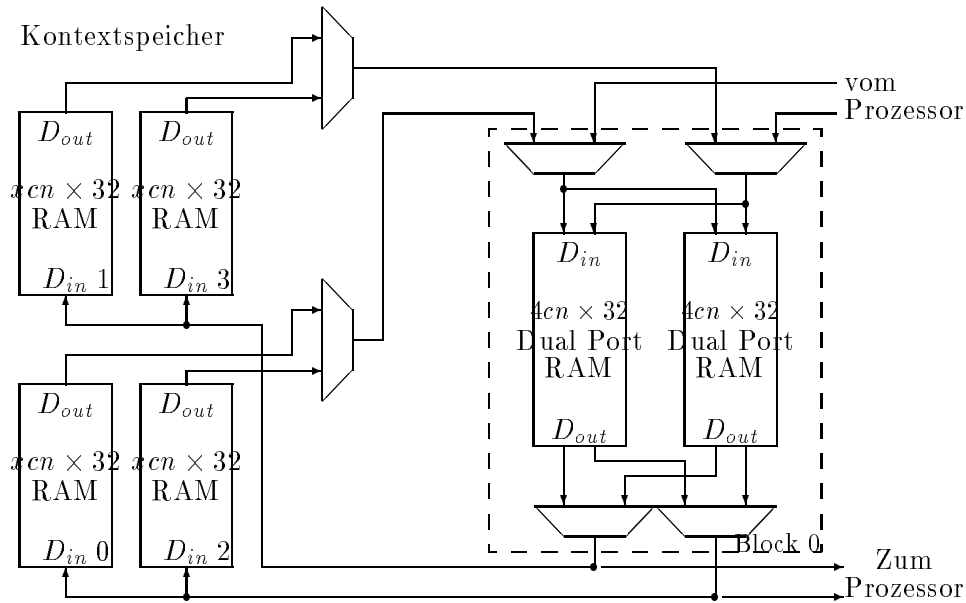 Kontextspeicher
vom
Prozessor
D_out
xcn × 32
RAM
D_in 1
D_out
xcn × 32
RAM
D_in 3
D_in
4cn × 32
Dual Port
RAM
D_out
D_in
4cn × 32
Dual Port
RAM
D_out
D_out
xcn × 32
RAM
D_in 0
D_out
xcn × 32
RAM
D_in 2
Block 0
Zum
Prozessor